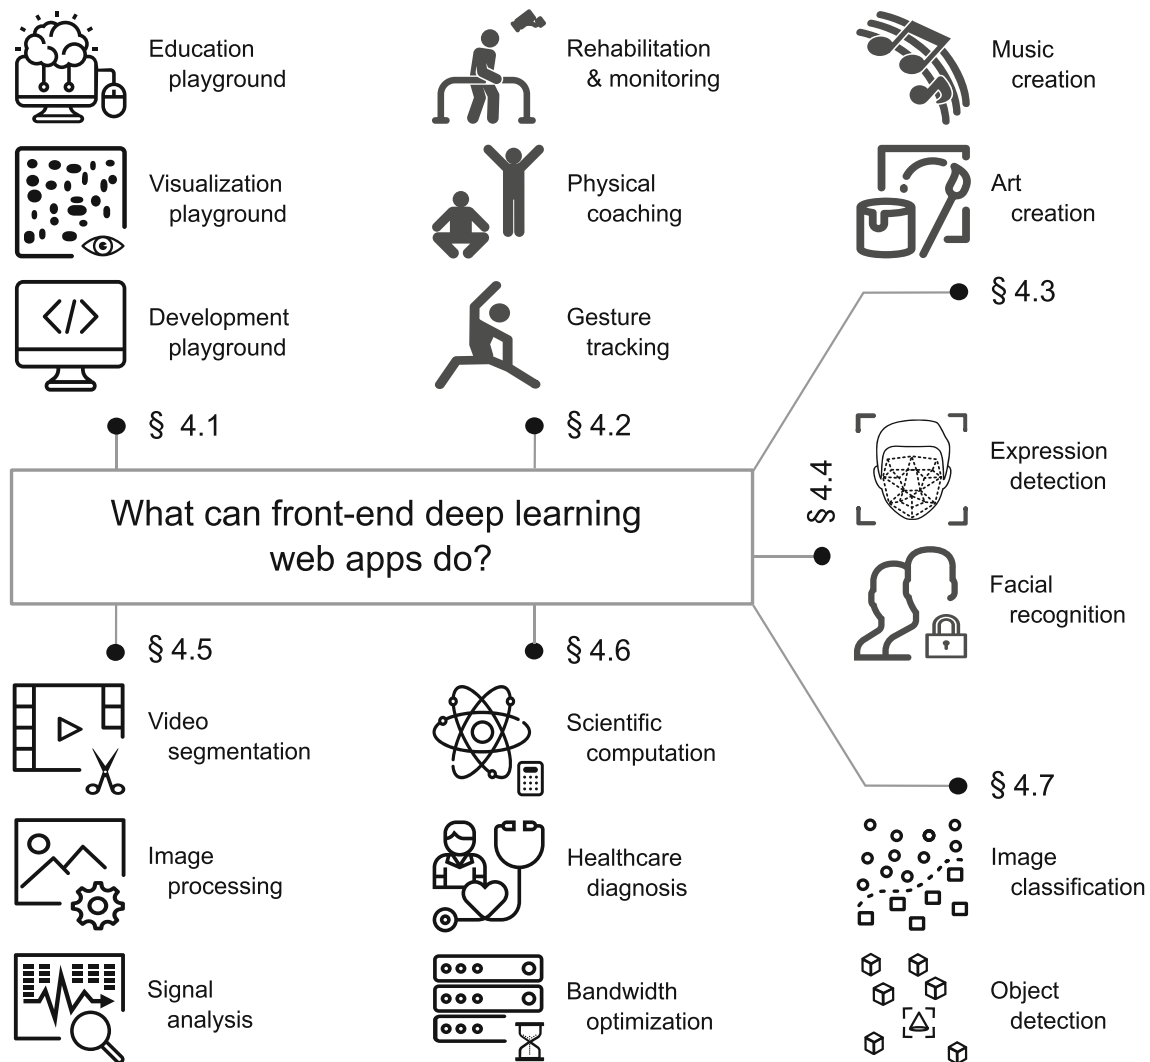 Education
playground
Visualization
playground
Development
playground
§ 4.1
Rehabilitation
& monitoring
Physical
coaching
Gesture
tracking
§ 4.2
Music
creation
Art
creation
§ 4.3
What can front-end deep learning
web apps do?
§ 4.4
Expression
detection
Facial
recognition
§ 4.5
Video
segmentation
Image
processing
Signal
analysis
§ 4.6
Scientific
computation
Healthcare
diagnosis
Bandwidth
optimization
§ 4.7
Image
classification
Object
detection